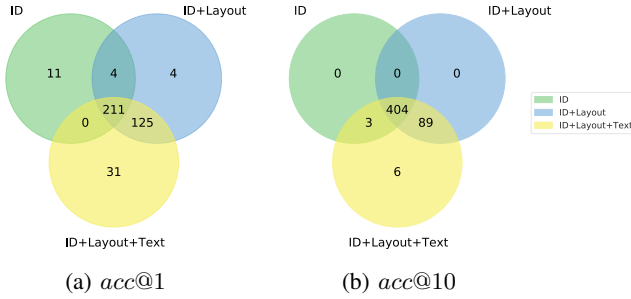 ID
ID+Layout
11
4
4
211
0
125
31
ID+Layout+Text
(a) acc@1
ID
ID+Layout
0
0
0
404
3
89
6
ID+Layout+Text
(b) acc@10
ID
ID+Layout
ID+Layout+Text